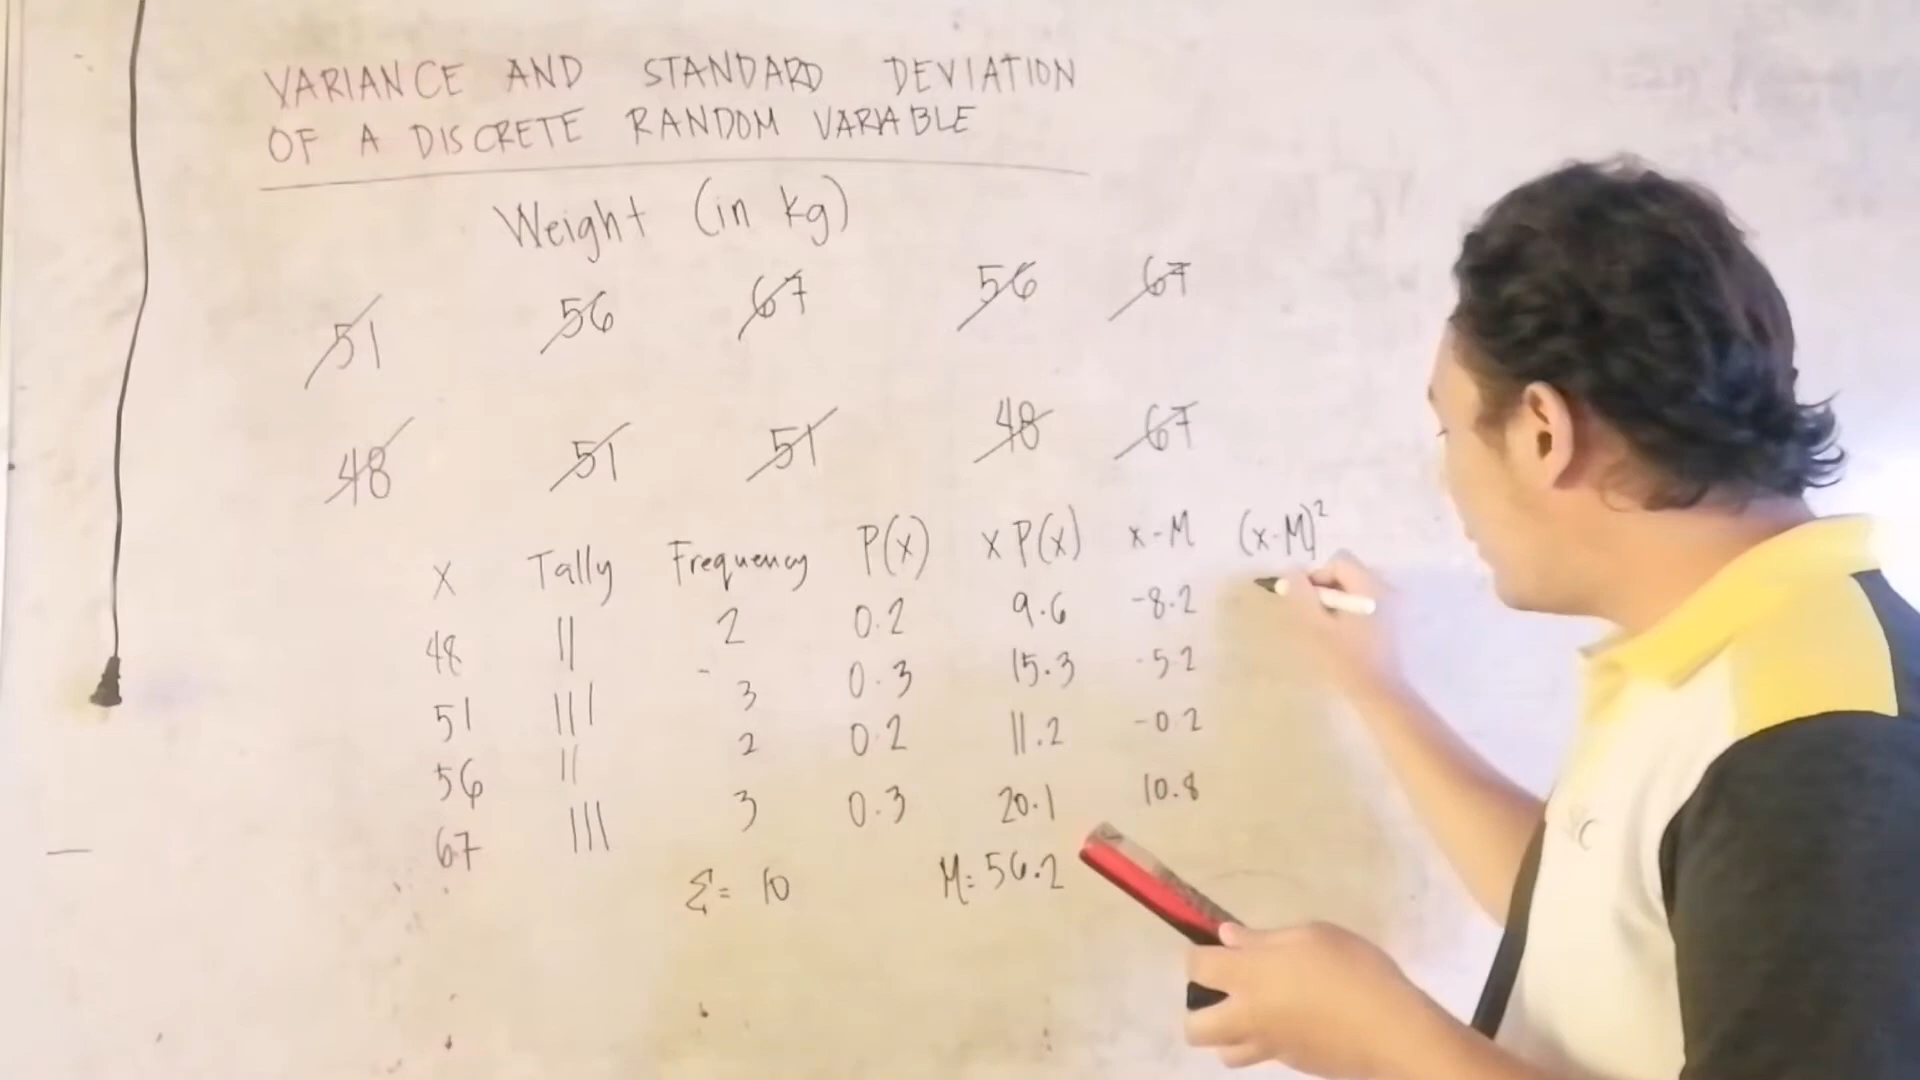 VARIANCE AND STANDARD DEVIATION
OF A DISCRETE RANDOM VARIABLE
Weight (in kg)
51 56 67 56 67
48 51 51 48 67
X Tally Frequency P(x) X P(x) x-M (x-M)²
48 || 2 0.2 9.6 -8.2
51 ||| 3 0.3 15.3 -5.2
56 || 2 0.2 11.2 -0.2
67 ||| 3 0.3 20.1 10.8
Σ= 10 M= 56.2